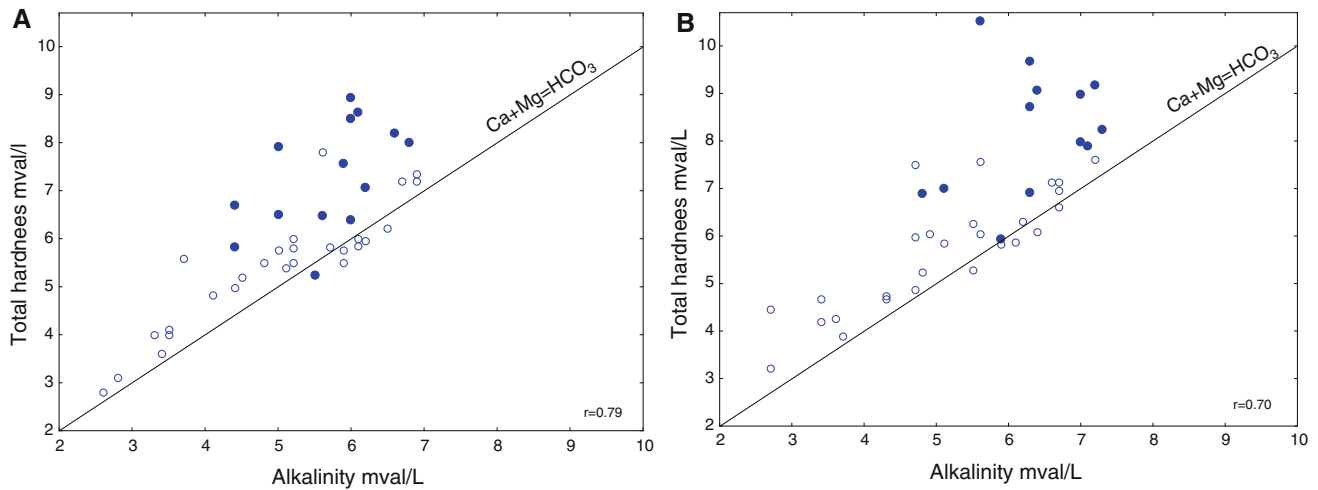 A
10
9
8
7
6
5
4
3
2
Total hardnees mval/l
Ca+Mg=HCO3
r=0.79
2 3 4 5 6 7 8 9 10
Alkalinity mval/L
B
10
9
8
7
6
5
4
3
2
Total hardnees mval/L
Ca+Mg=HCO3
r=0.70
2 3 4 5 6 7 8 9 10
Alkalinity mval/L